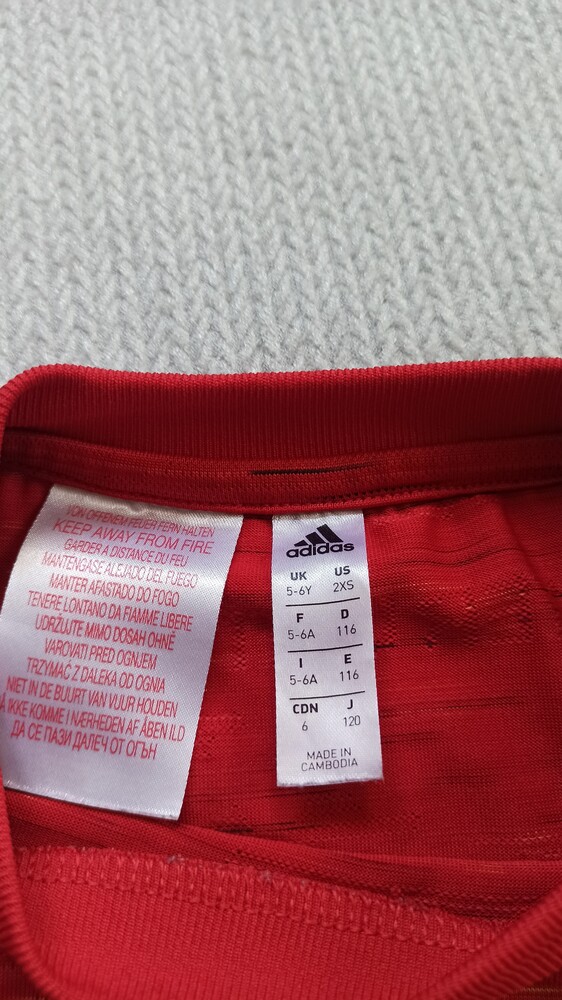 VON OFFENEM FEUER FERN HALTEN
KEEP AWAY FROM FIRE
GARDER A DISTANCE DU FEU
MANTENGASE ALEJADO DEL FUEGO
MANTER AFASTADO DO FOGO
TENERE LONTANO DA FIAMME LIBERE
UDRŽUJTE MIMO DOSAH OHNĚ
VAROVATI PRED OGNJEM
TRZYMAĆ Z DALEKA OD OGNIA
NIET IN DE BUURT VAN VUUR HOUDEN
IKKE KOMME I NÆRHEDEN AF ÅBEN ILD
ДА СЕ ПАЗИ ДАЛЕЧ ОТ ОГЪН
adidas
UK US
5-6Y 2XS
F D
5-6A 116
I E
5-6A 116
CDN J
6 120
MADE IN
CAMBODIA